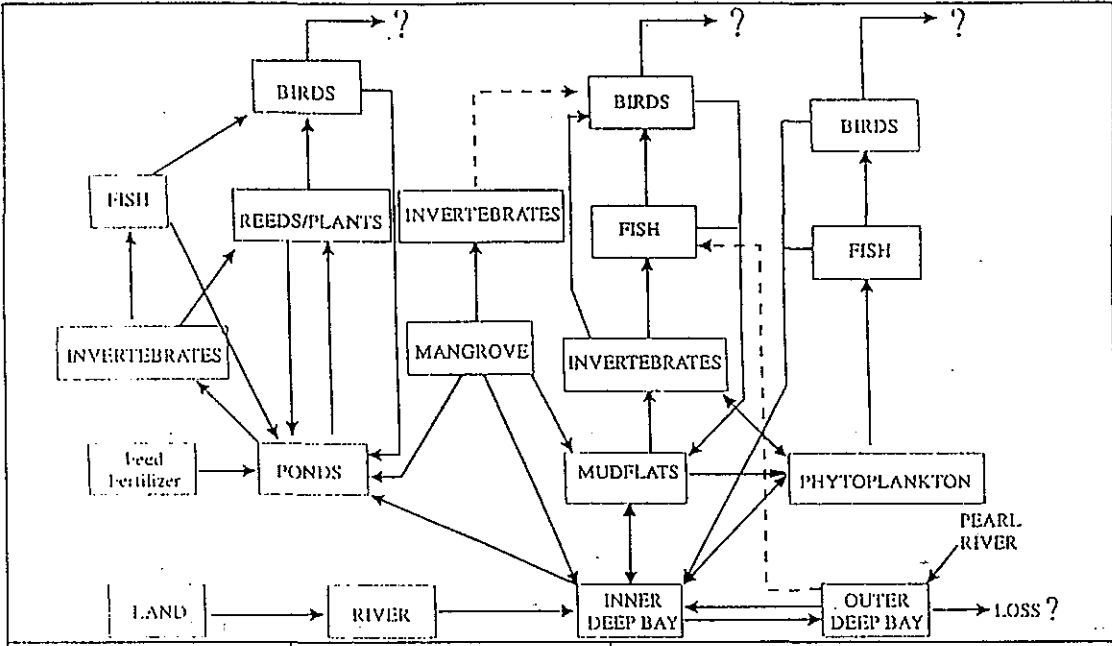 ?
?
?
BIRDS
BIRDS
BIRDS
FISH
REEDS/PLANTS
INVERTEBRATES
FISH
FISH
INVERTEBRATES
MANGROVE
INVERTEBRATES
Feed
Fertilizer
PONDS
MUDFLATS
PHYTOPLANKTON
PEARL
RIVER
LAND
RIVER
INNER
DEEP BAY
OUTER
DEEP BAY
LOSS ?